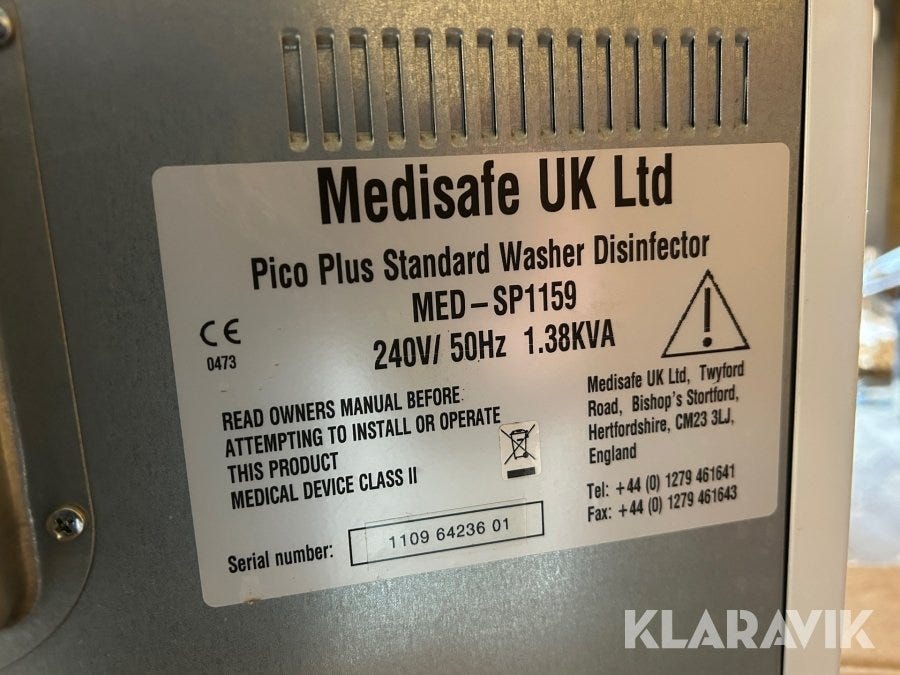 Medisafe UK Ltd
Pico Plus Standard Washer Disinfector
MED-SP1159
240V/ 50Hz 1.38KVA
CE
0473
READ OWNERS MANUAL BEFORE
ATTEMPTING TO INSTALL OR OPERATE
THIS PRODUCT
MEDICAL DEVICE CLASS II
Serial number: 1109 64236 01
!
Medisafe UK Ltd, Twyford
Road, Bishop's Stortford,
Hertfordshire, CM23 3LJ,
England
Tel: +44 (0) 1279 461641
Fax: +44 (0) 1279 461643
KLARAVIK